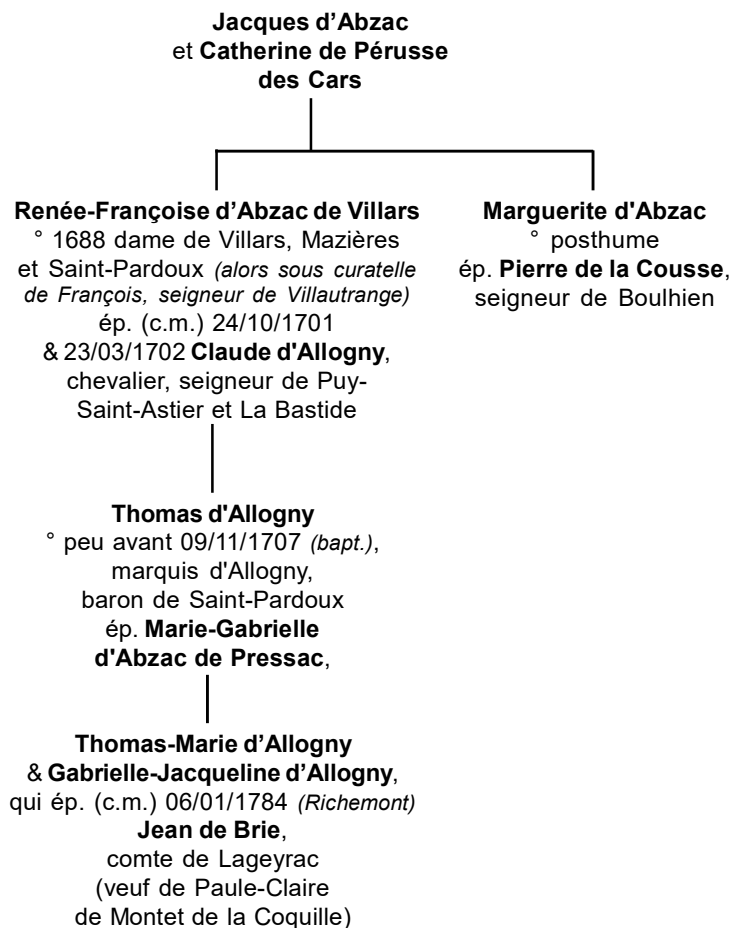 Jacques d’Abzac
et Catherine de Pérusse
des Cars
Renée-Françoise d’Abzac de Villars
° 1688 dame de Villars, Mazières
et Saint-Pardoux (alors sous curatelle
de François, seigneur de Villautrange)
ép. (c.m.) 24/10/1701
& 23/03/1702 Claude d'Allogny,
chevalier, seigneur de Puy-
Saint-Astier et La Bastide
Marguerite d'Abzac
° posthume
ép. Pierre de la Cousse,
seigneur de Boulhien
Thomas d'Allogny
° peu avant 09/11/1707 (bapt.),
marquis d'Allogny,
baron de Saint-Pardoux
ép. Marie-Gabrielle
d'Abzac de Pressac,
Thomas-Marie d’Allogny
& Gabrielle-Jacqueline d’Allogny,
qui ép. (c.m.) 06/01/1784 (Richemont)
Jean de Brie,
comte de Lageyrac
(veuf de Paule-Claire
de Montet de la Coquille)